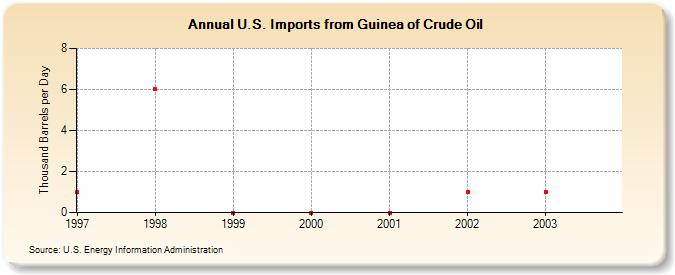 Annual U.S. Imports from Guinea of Crude Oil
Thousand Barrels per Day
8
6
4
2
0
1997 1998 1999 2000 2001 2002 2003
Source: U.S. Energy Information Administration